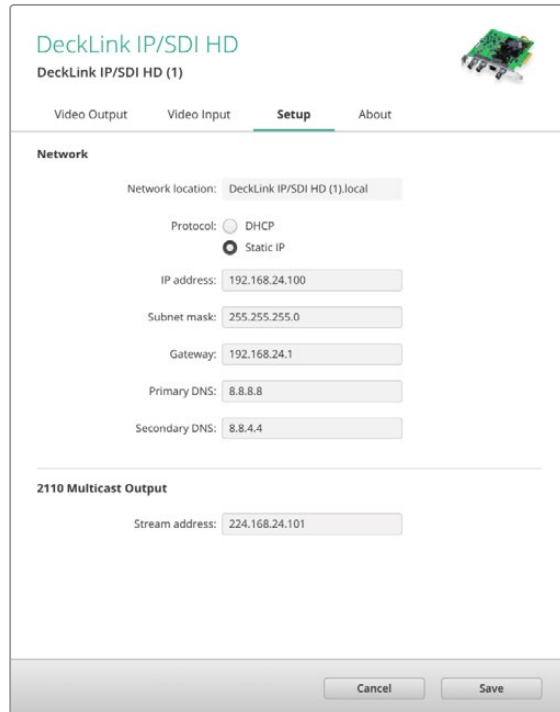 DeckLink IP/SDI HD
DeckLink IP/SDI HD (1)
Video Output Video Input Setup About
Network
Network location: DeckLink IP/SDI HD (1).local
Protocol: DHCP
Static IP
IP address: 192.168.24.100
Subnet mask: 255.255.255.0
Gateway: 192.168.24.1
Primary DNS: 8.8.8.8
Secondary DNS: 8.8.4.4
2110 Multicast Output
Stream address: 224.168.24.101
Cancel Save